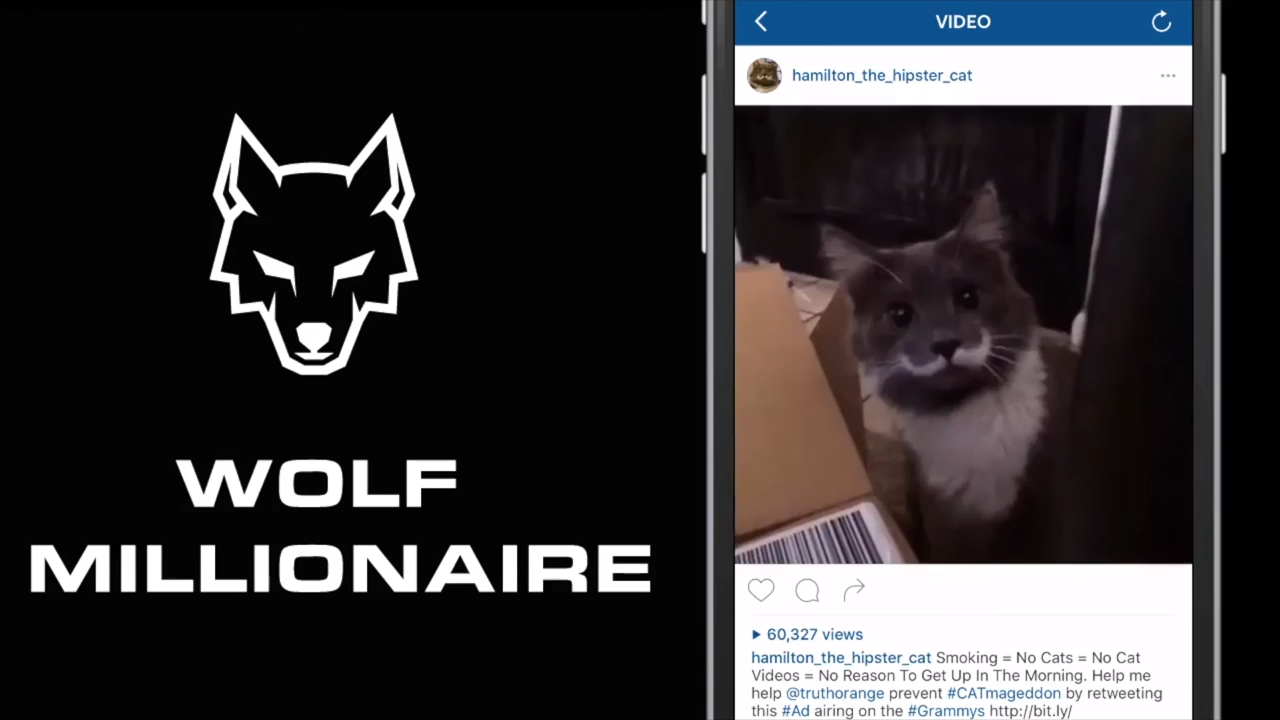 WOLF
MILLIONAIRE
VIDEO
hamilton_the_hipster_cat
60,327 views
hamilton_the_hipster_cat Smoking = No Cats = No Cat
Videos = No Reason To Get Up In The Morning. Help me
help @truthorange prevent #CATmageddon by retweeting
this #Ad airing on the #Grammys http://bit.ly/